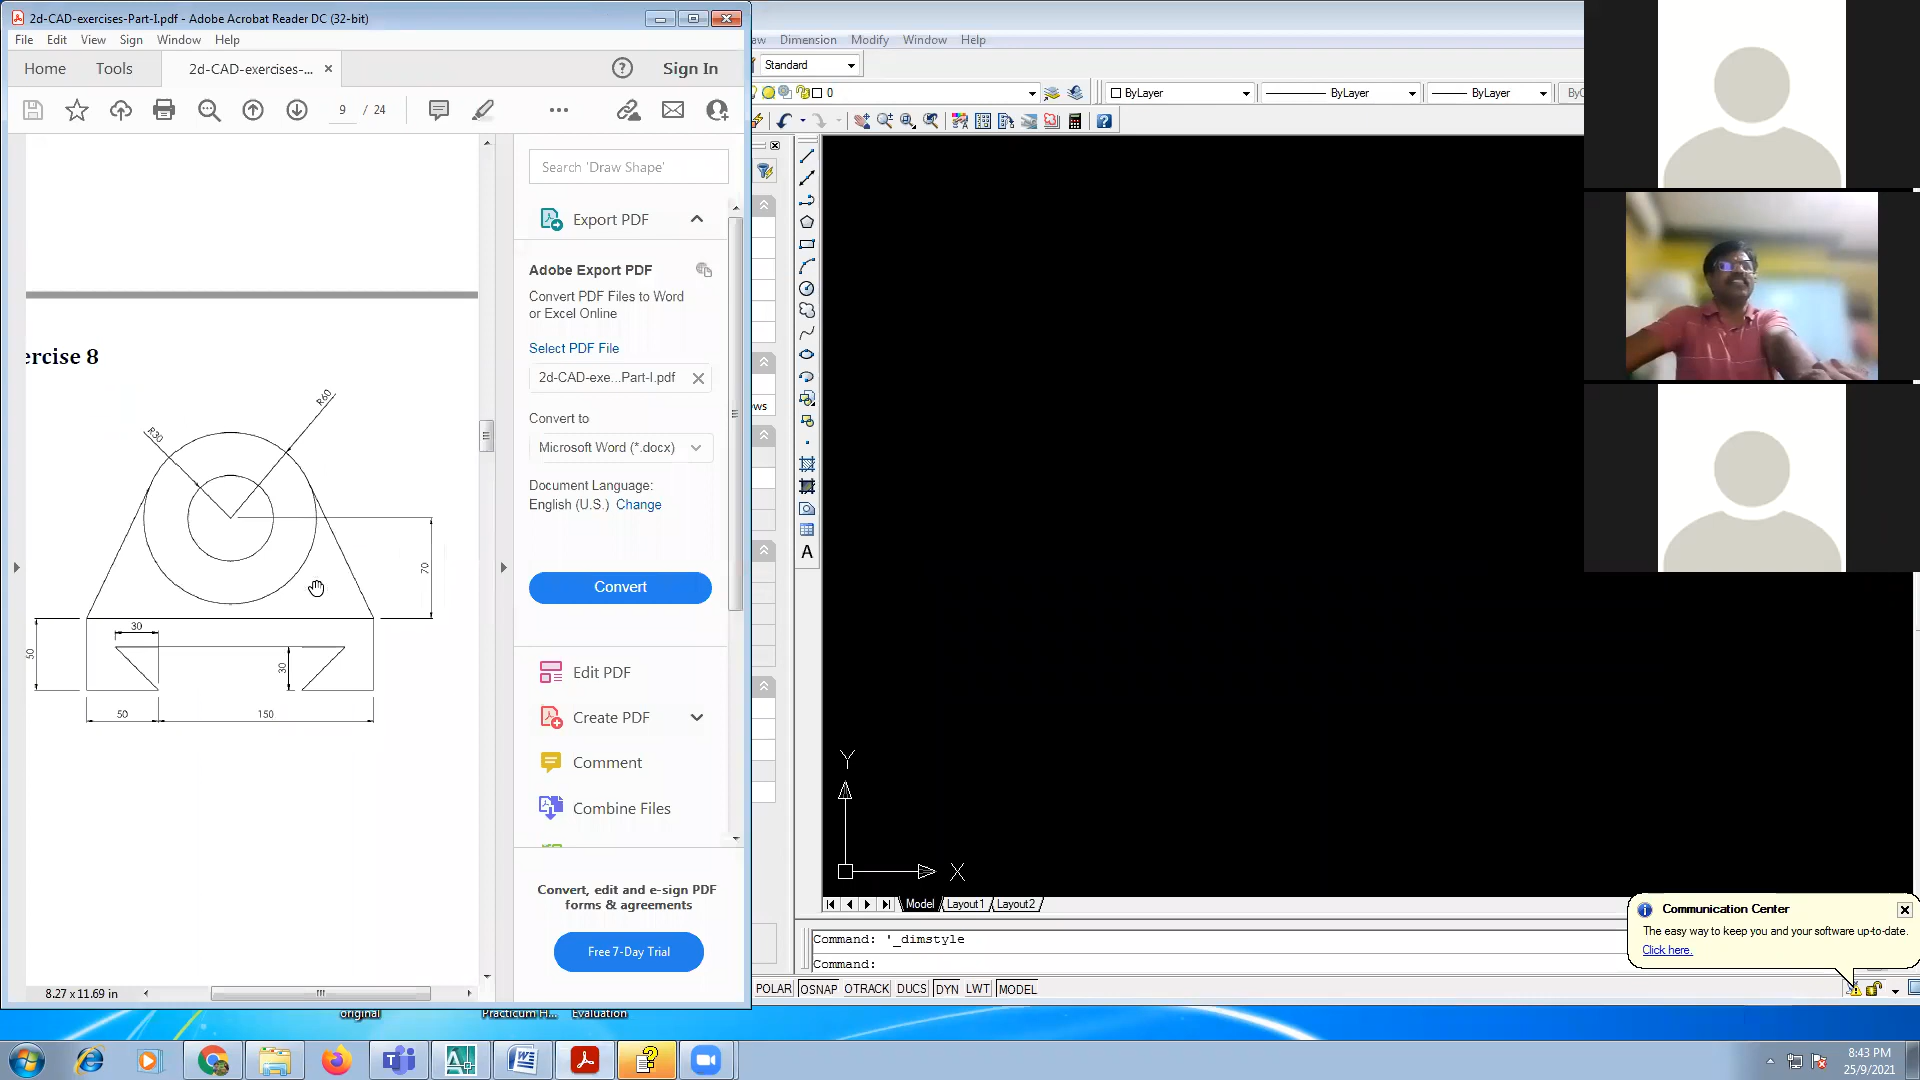 2d-CAD-exercises-Part-I.pdf - Adobe Acrobat Reader DC (32-bit)
File Edit View Sign Window Help
Home Tools 2d-CAD-exercises-... × Sign In
9 / 24
ercise 8
R30
R60
70
30
50
30
50
150
8.27 x 11.69 in
Search 'Draw Shape'
Export PDF
Adobe Export PDF
Convert PDF Files to Word
or Excel Online
Select PDF File
2d-CAD-exe...Part-I.pdf
Convert to
Microsoft Word (*.docx)
Document Language:
English (U.S.) Change
Convert
Edit PDF
Create PDF
Comment
Combine Files
Convert, edit and e-sign PDF
forms & agreements
Free 7-Day Trial
aw Dimension Modify Window Help
Standard
0 ByLayer ByLayer ByLayer ByC
ows
A
Y
X
Model Layout1 Layout2
Command: '_dimstyle
Command:
POLAR OSNAP OTRACK DUCS DYN LWT MODEL
Communication Center
The easy way to keep you and your software up-to-date.
Click here.
original Practicum H... Evaluation
8:43 PM
25/9/2021